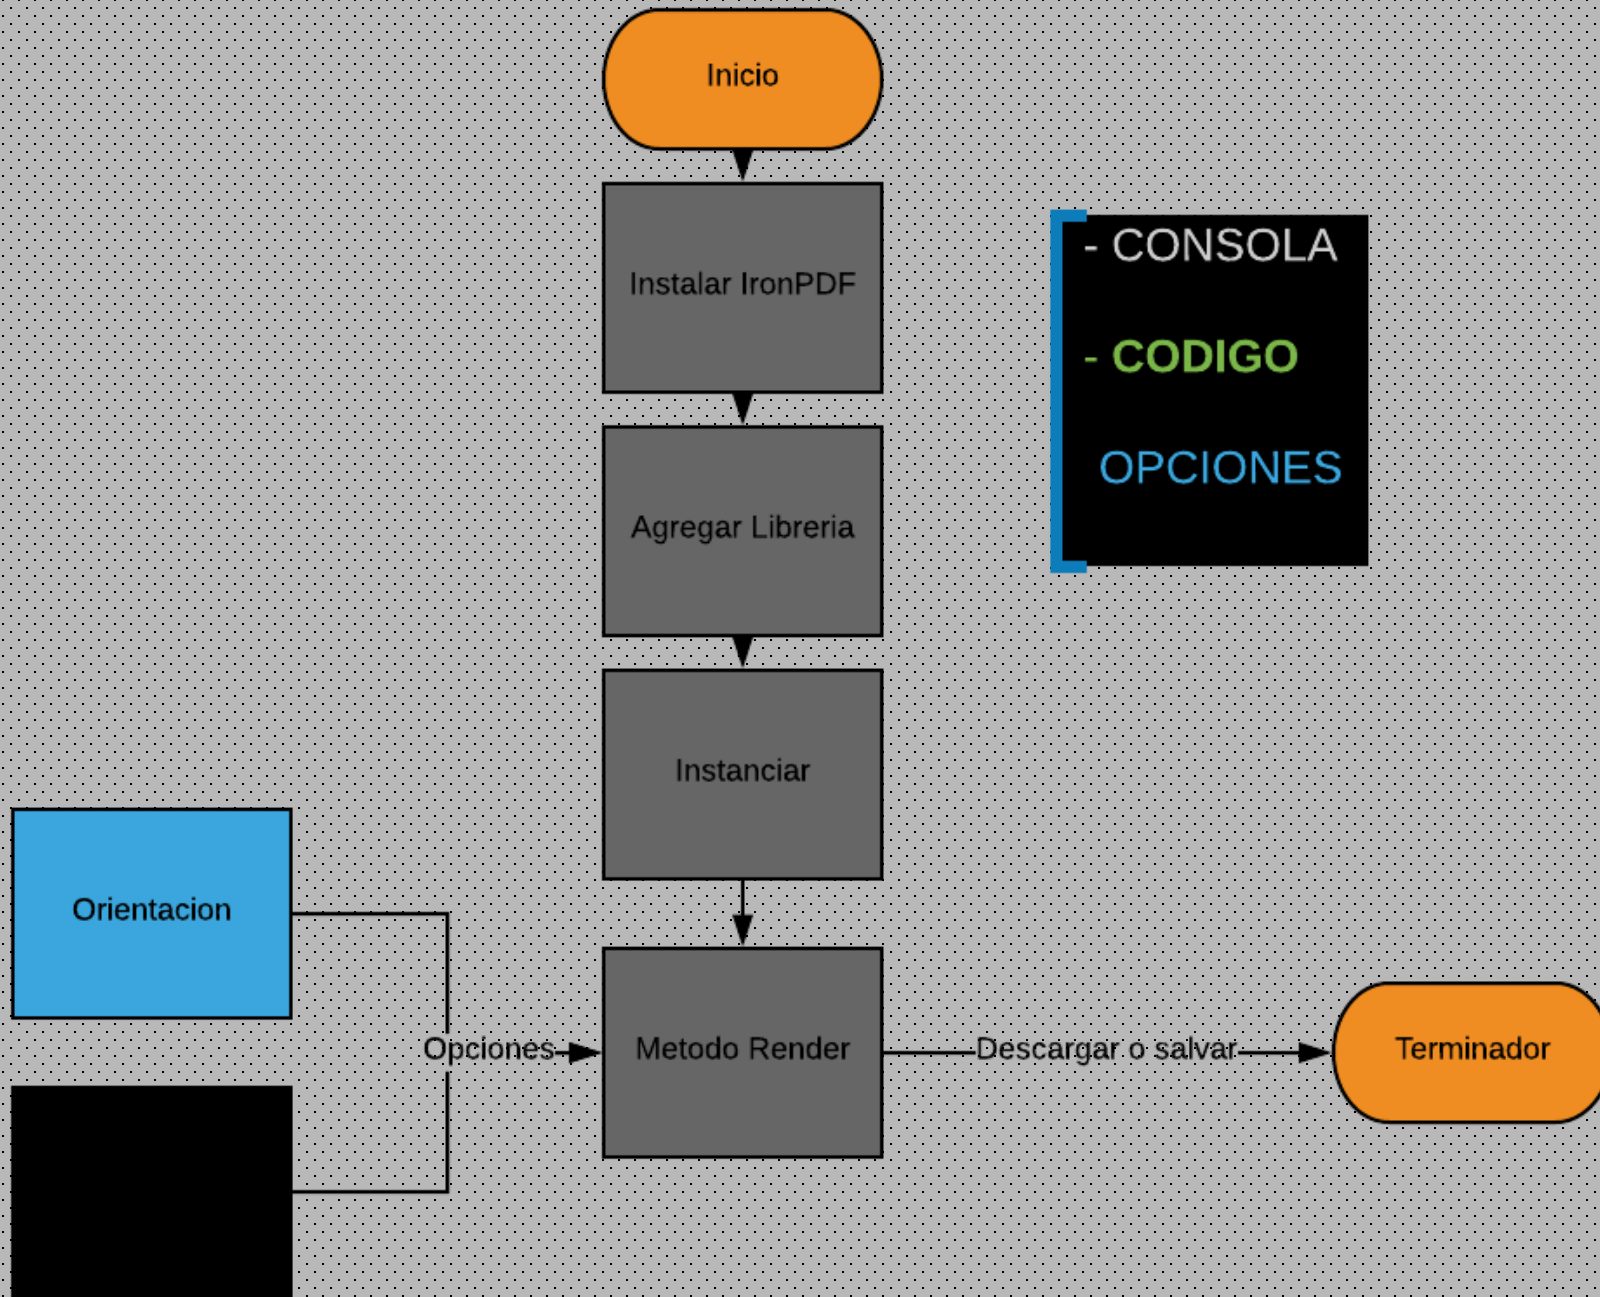 Inicio
Instalar IronPDF
- CONSOLA
- CODIGO
OPCIONES
Agregar Libreria
Instanciar
Orientacion
Opciones
Metodo Render
Descargar o salvar
Terminador